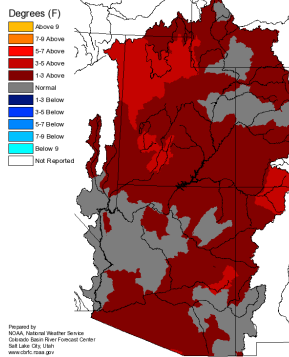 Degrees (F)
Above 9
7-9 Above
5-7 Above
3-5 Above
1-3 Above
Normal
1-3 Below
3-5 Below
5-7 Below
7-9 Below
Below 9
Not Reported
Prepared by
NOAA, National Weather Service
Colorado Basin River Forecast Center
Salt Lake City, Utah
www.cbrfc.noaa.gov